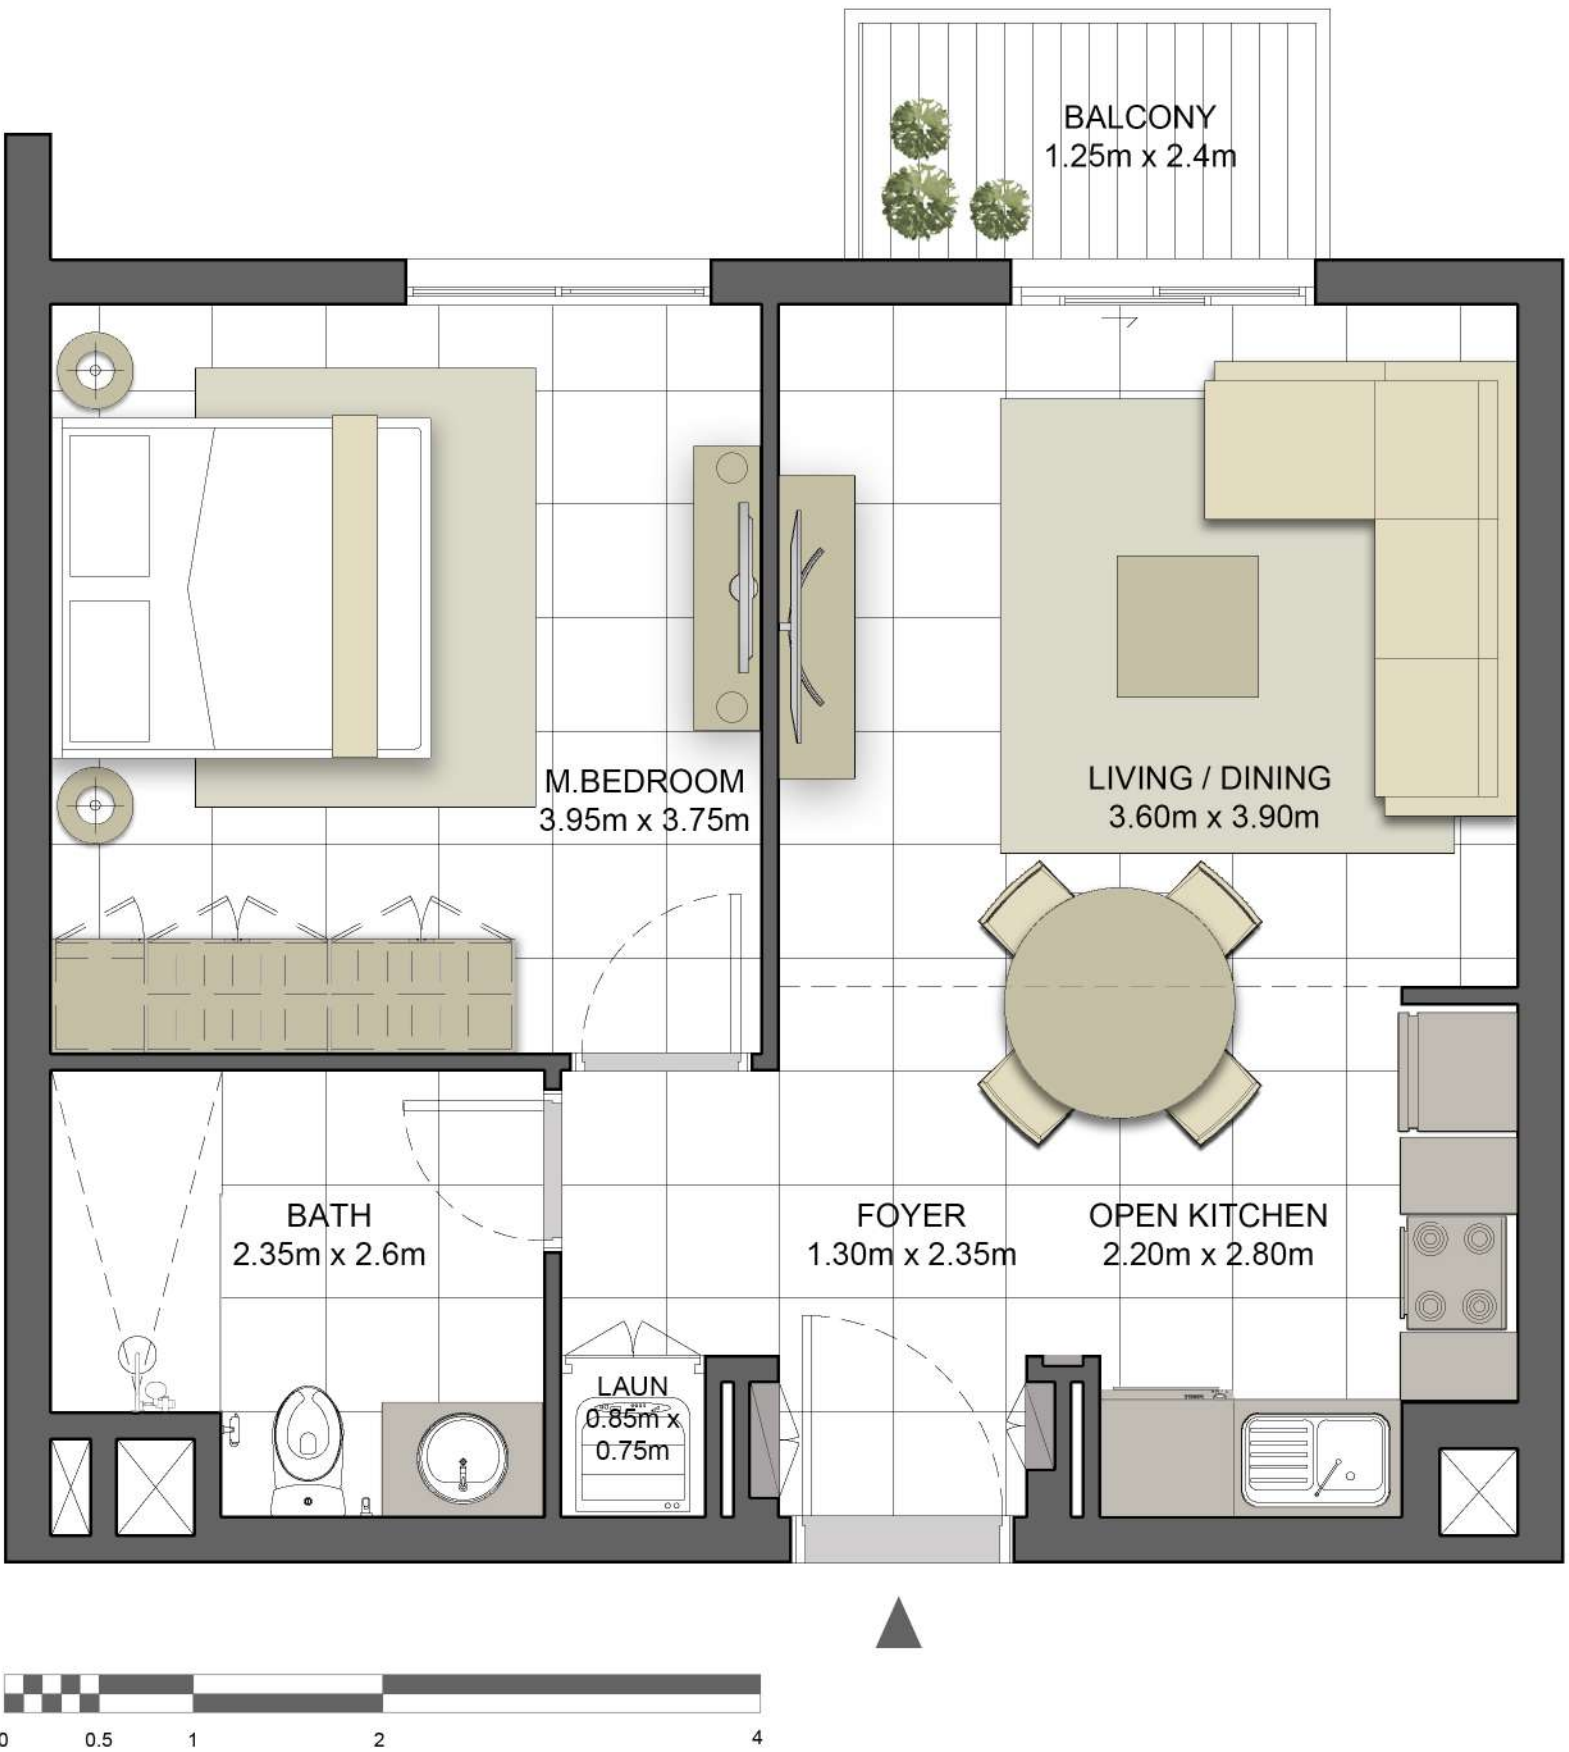 BALCONY
1.25m x 2.4m
M.BEDROOM
3.95m x 3.75m
LIVING / DINING
3.60m x 3.90m
BATH
2.35m x 2.6m
FOYER
1.30m x 2.35m
OPEN KITCHEN
2.20m x 2.80m
LAUN
0.85m x
0.75m
0 0.5 1 2 4